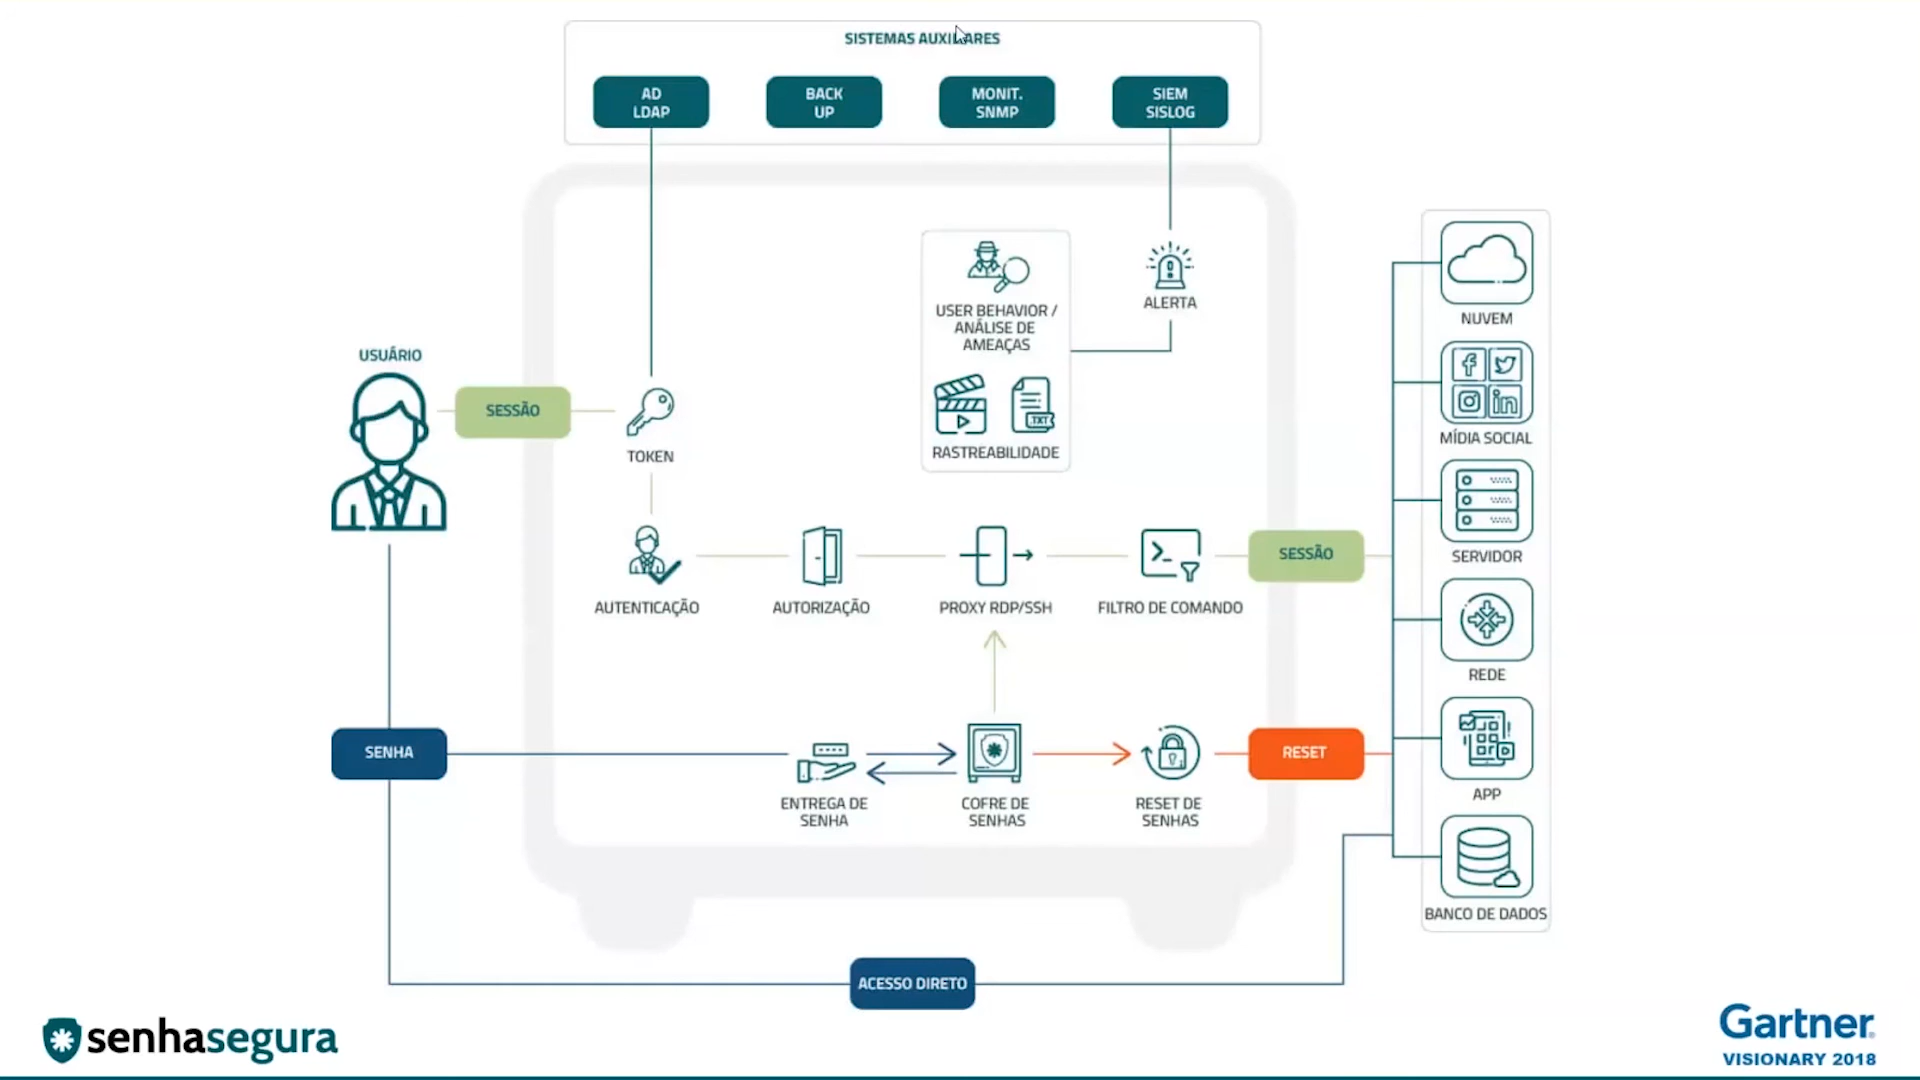 SISTEMAS AUXILIARES
AD
LDAP
BACK
UP
MONIT.
SNMP
SIEM
SISLOG
USER BEHAVIOR /
ANÁLISE DE
AMEAÇAS
.TXT
RASTREABILIDADE
ALERTA
USUÁRIO
SESSÃO
TOKEN
AUTENTICAÇÃO
AUTORIZAÇÃO
PROXY RDP/SSH
FILTRO DE COMANDO
SESSÃO
SENHA
ENTREGA DE
SENHA
COFRE DE
SENHAS
RESET DE
SENHAS
RESET
NUVEM
MÍDIA SOCIAL
SERVIDOR
REDE
APP
BANCO DE DADOS
ACESSO DIRETO
senhasegura
Gartner
VISIONARY 2018